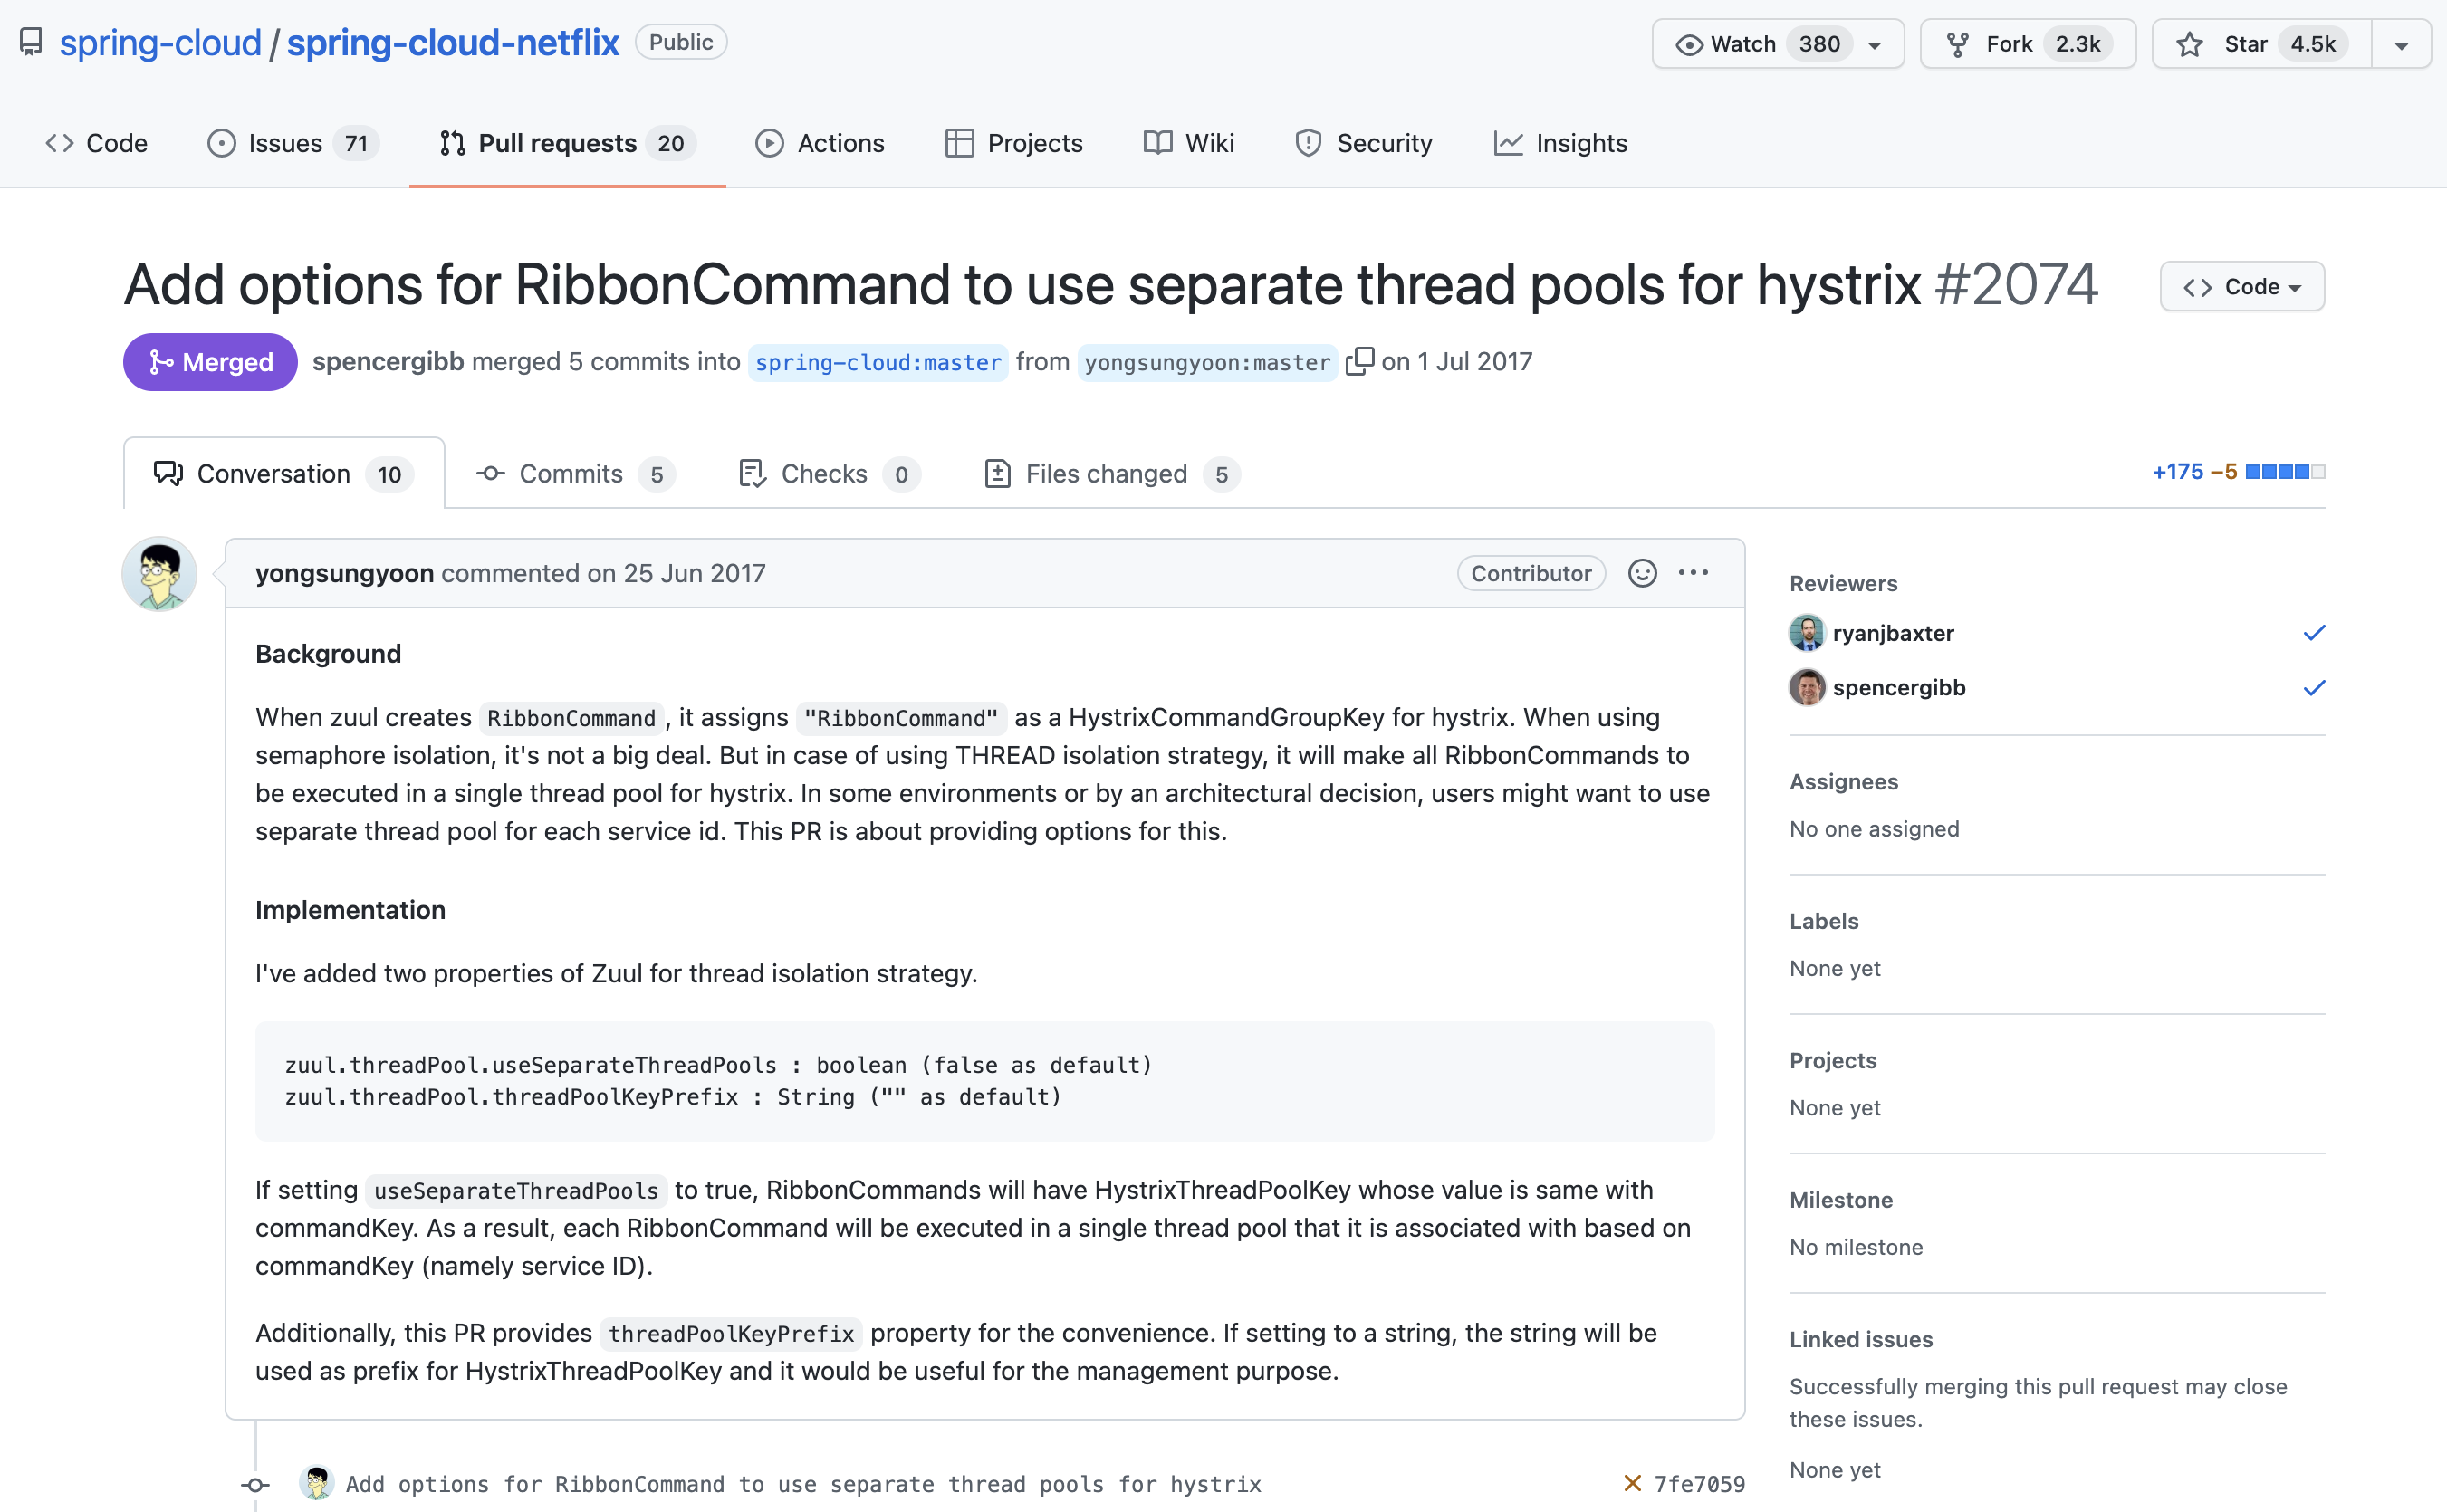 spring-cloud / spring-cloud-netflix Public
Watch 380
Fork 2.3k
Star 4.5k
Code
Issues 71
Pull requests 20
Actions
Projects
Wiki
Security
Insights
Add options for RibbonCommand to use separate thread pools for hystrix #2074
Code
Merged spencergibb merged 5 commits into spring-cloud:master from yongsungyoon:master on 1 Jul 2017
Conversation 10
Commits 5
Checks 0
Files changed 5
+175 −5
yongsungyoon commented on 25 Jun 2017
Contributor
Background
When zuul creates RibbonCommand, it assigns "RibbonCommand" as a HystrixCommandGroupKey for hystrix. When using
semaphore isolation, it's not a big deal. But in case of using THREAD isolation strategy, it will make all RibbonCommands to
be executed in a single thread pool for hystrix. In some environments or by an architectural decision, users might want to use
separate thread pool for each service id. This PR is about providing options for this.
Implementation
I've added two properties of Zuul for thread isolation strategy.
zuul.threadPool.useSeparateThreadPools : boolean (false as default)
zuul.threadPool.threadPoolKeyPrefix : String ("" as default)
If setting useSeparateThreadPools to true, RibbonCommands will have HystrixThreadPoolKey whose value is same with
commandKey. As a result, each RibbonCommand will be executed in a single thread pool that it is associated with based on
commandKey (namely service ID).
Additionally, this PR provides threadPoolKeyPrefix property for the convenience. If setting to a string, the string will be
used as prefix for HystrixThreadPoolKey and it would be useful for the management purpose.
Add options for RibbonCommand to use separate thread pools for hystrix
7fe7059
Reviewers
ryanjbaxter
spencergibb
Assignees
No one assigned
Labels
None yet
Projects
None yet
Milestone
No milestone
Linked issues
Successfully merging this pull request may close
these issues.
None yet